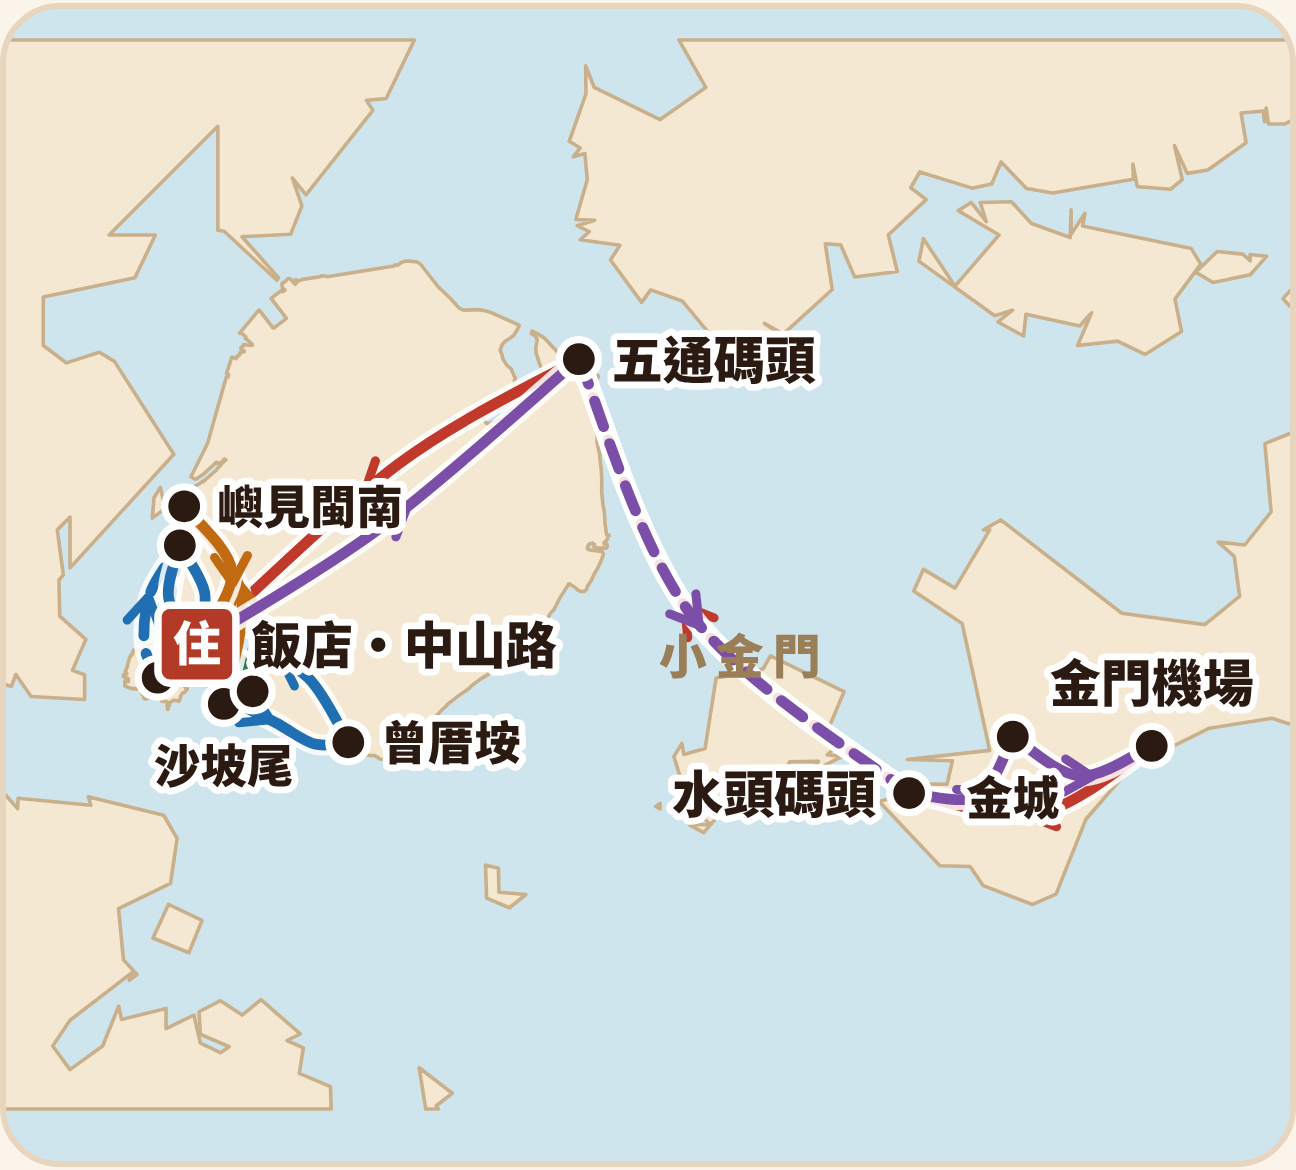 五通碼頭
嶼見閩南
住
飯店・中山路
小金門
金門機場
曾厝垵
沙坡尾
水頭碼頭
金城